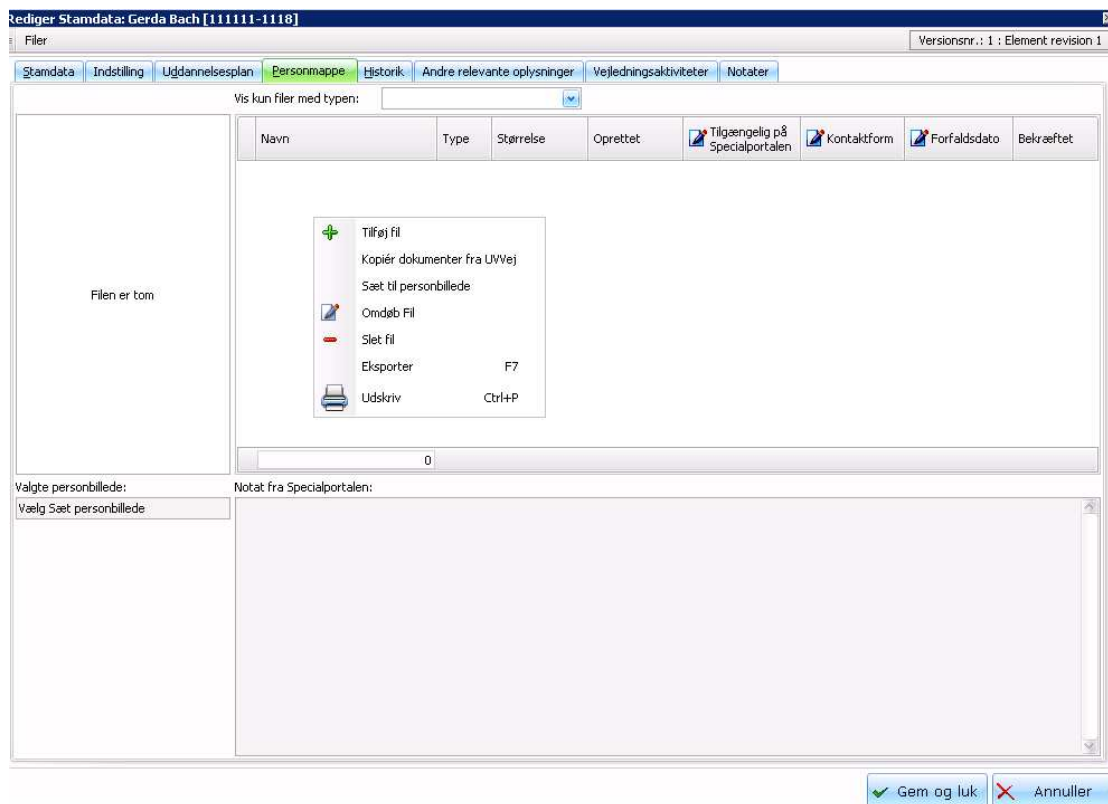 Rediger Stamdata: Gerda Bach [111111-1118]
Filer
Versionsnr.: 1 : Element revision 1
Stamdata Indstilling Uddannelsesplan Personmappe Historik Andre relevante oplysninger Vejledningsaktiviteter Notater
Vis kun filer med typen:
Navn Type Størrelse Oprettet Tilgængelig på Specialportalen Kontaktform Forfaldsdato Bekræftet
Filen er tom
Tilføj fil
Kopiér dokumenter fra UVVej
Sæt til personbillede
Omdøb Fil
Slet fil
Eksporter F7
Udskriv Ctrl+P
0
Valgte personbillede:
Vælg Sæt personbillede
Notat fra Specialportalen:
Gem og luk
Annuller